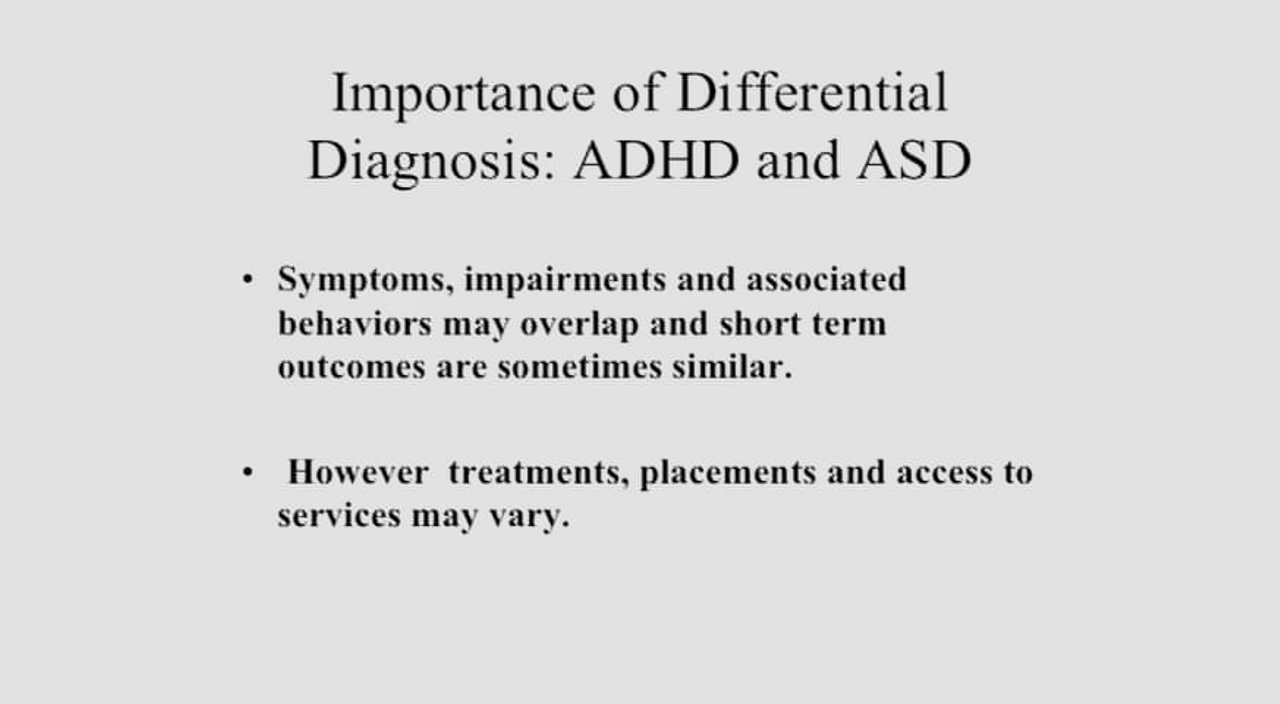 Importance of Differential
Diagnosis: ADHD and ASD
• Symptoms, impairments and associated
behaviors may overlap and short term
outcomes are sometimes similar.
• However treatments, placements and access to
services may vary.